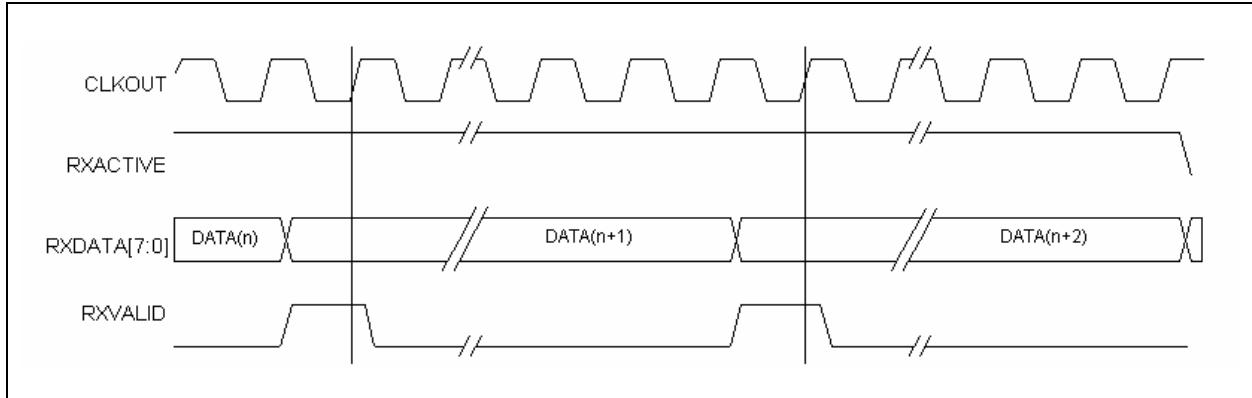 CLKOUT
RXACTIVE
RXDATA[7:0] DATA(n) DATA(n+1) DATA(n+2)
RXVALID